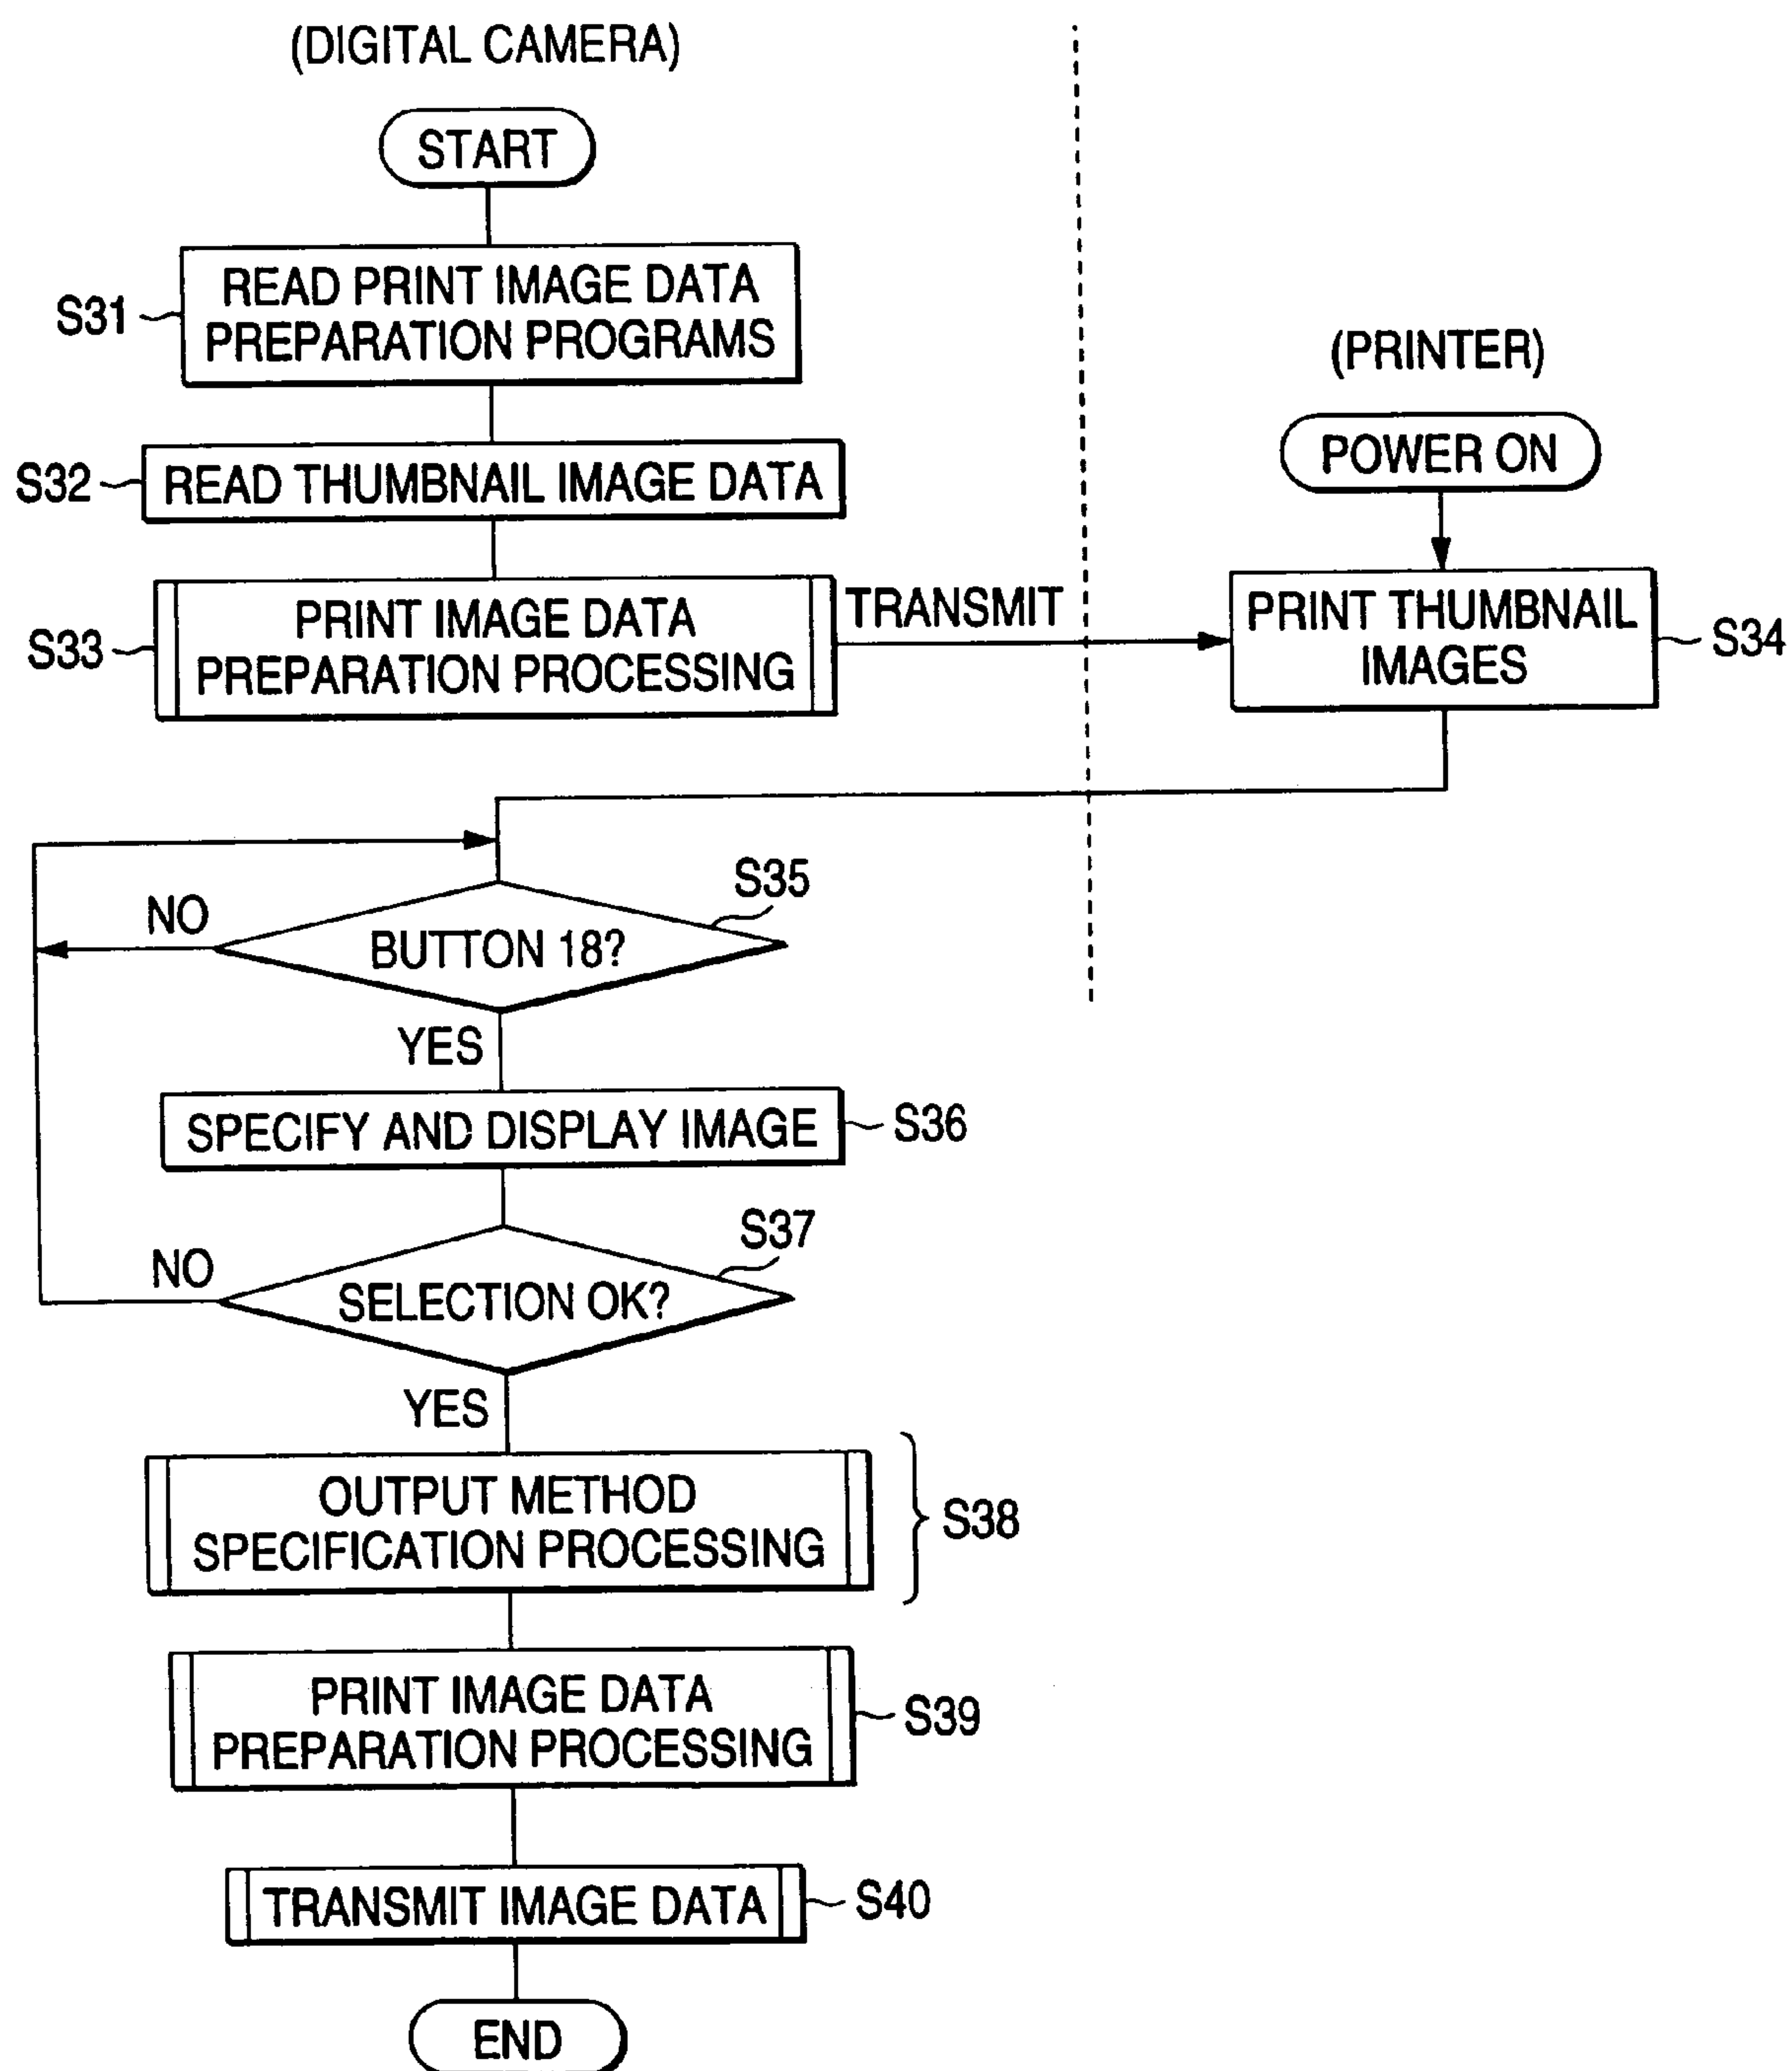 (DIGITAL CAMERA)
START
S31
READ PRINT IMAGE DATA
PREPARATION PROGRAMS
S32
READ THUMBNAIL IMAGE DATA
S33
PRINT IMAGE DATA
PREPARATION PROCESSING
TRANSMIT
(PRINTER)
POWER ON
PRINT THUMBNAIL
IMAGES
S34
S35
NO
BUTTON 18?
YES
SPECIFY AND DISPLAY IMAGE
S36
S37
NO
SELECTION OK?
YES
OUTPUT METHOD
SPECIFICATION PROCESSING
S38
PRINT IMAGE DATA
PREPARATION PROCESSING
S39
TRANSMIT IMAGE DATA
S40
END